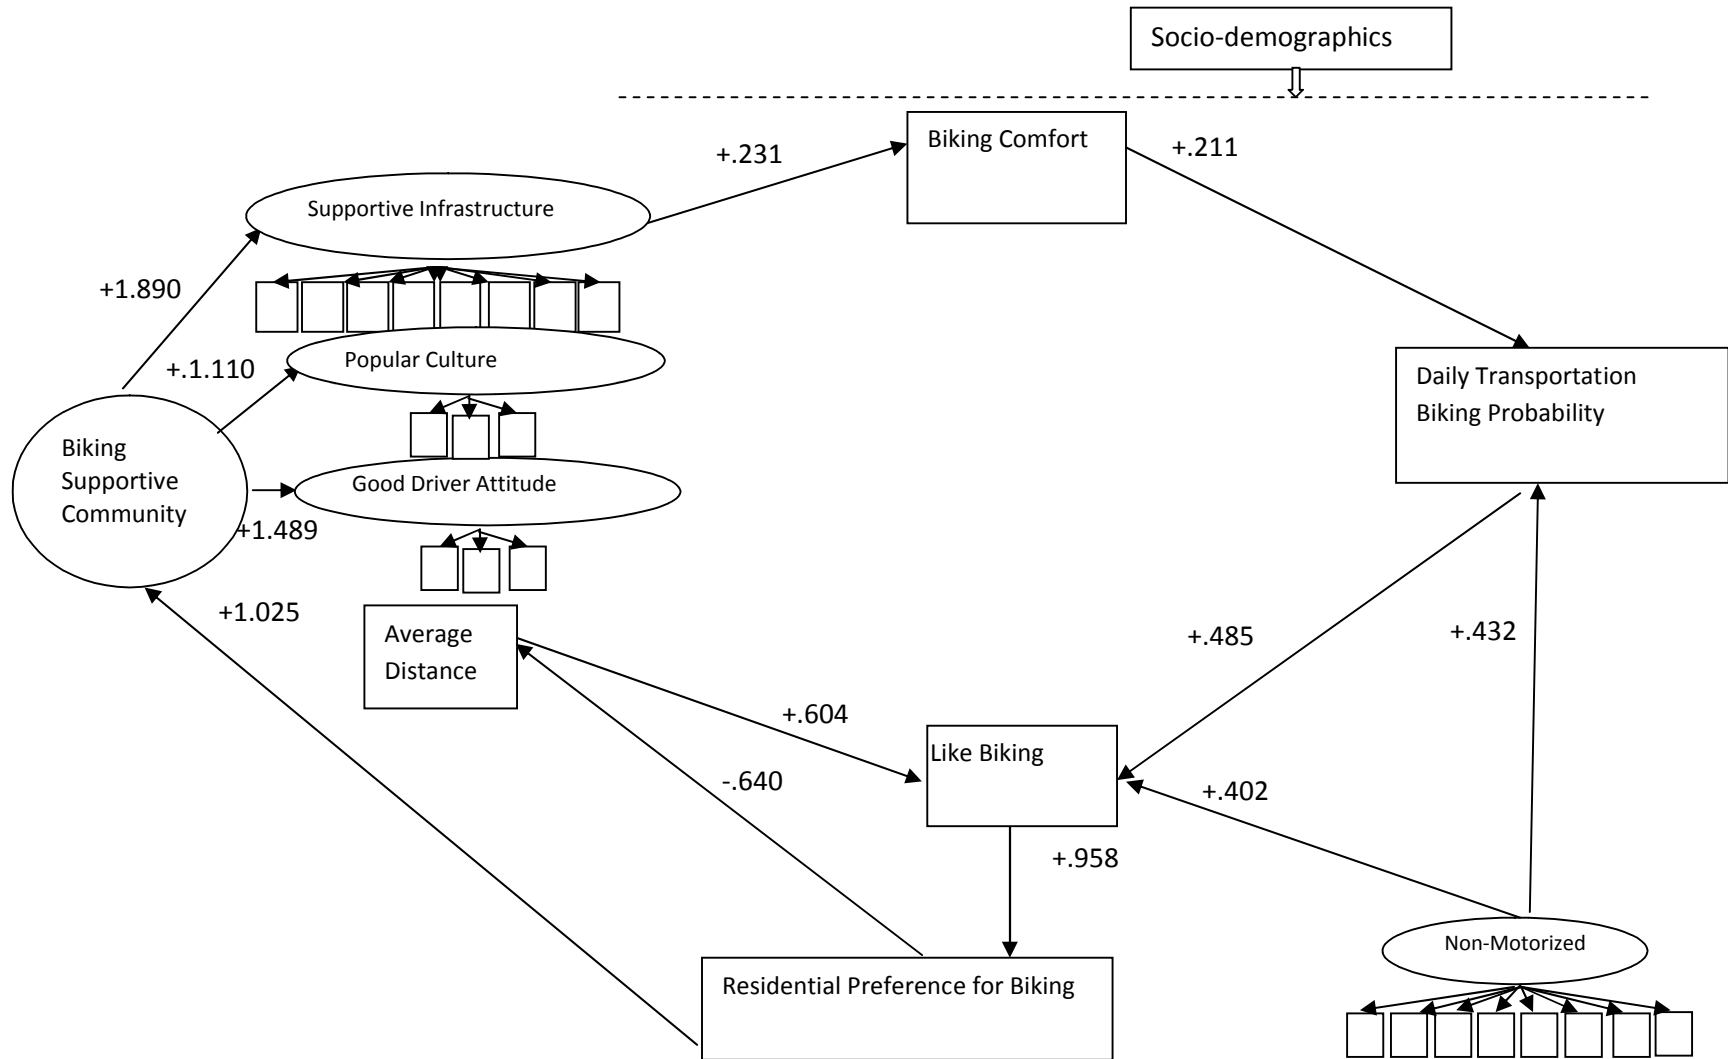 Socio-demographics
Biking Comfort
+.231
+.211
Supportive Infrastructure
+1.890
+.1.110
Popular Culture
Daily Transportation
Biking Probability
Biking
Supportive
Community
Good Driver Attitude
+1.489
+1.025
Average
Distance
+.485
+.432
+.604
Like Biking
-.640
+.402
+.958
Non-Motorized
Residential Preference for Biking